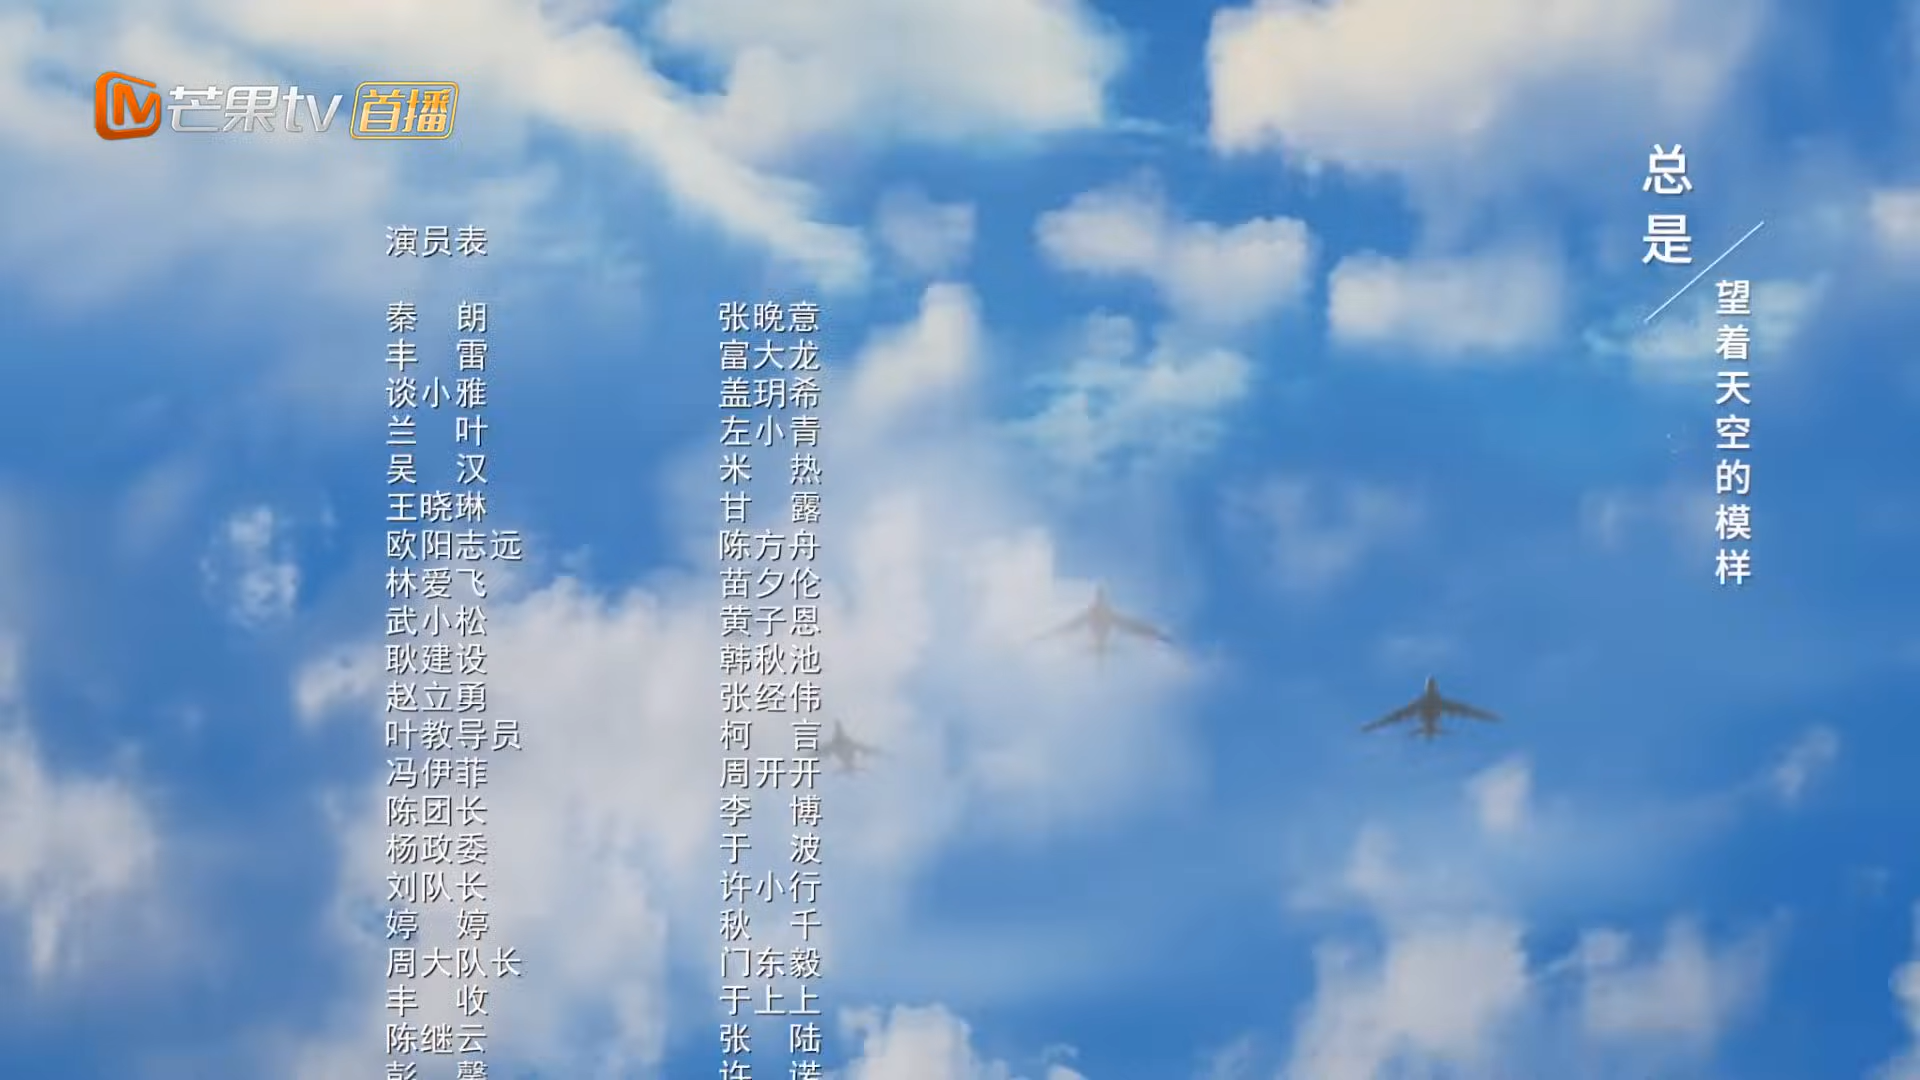 芒果tv 首播
演员表
秦 朗 张晚意
丰 雷 富大龙
谈小雅 盖玥希
兰 叶 左小青
吴 汉 米 热
王晓琳 甘 露
欧阳志远 陈方舟
林爱飞 苗夕伦
武小松 黄子恩
耿建设 韩秋池
赵立勇 张经伟
叶教导员 柯 言
冯伊菲 周开开
陈团长 李 博
杨政委 于 波
刘队长 许小行
婷 婷 秋 千
周大队长 门东毅
丰 收 于上上
陈继云 张 陆
彭 馨 许 诺
总是
望着天空的模样